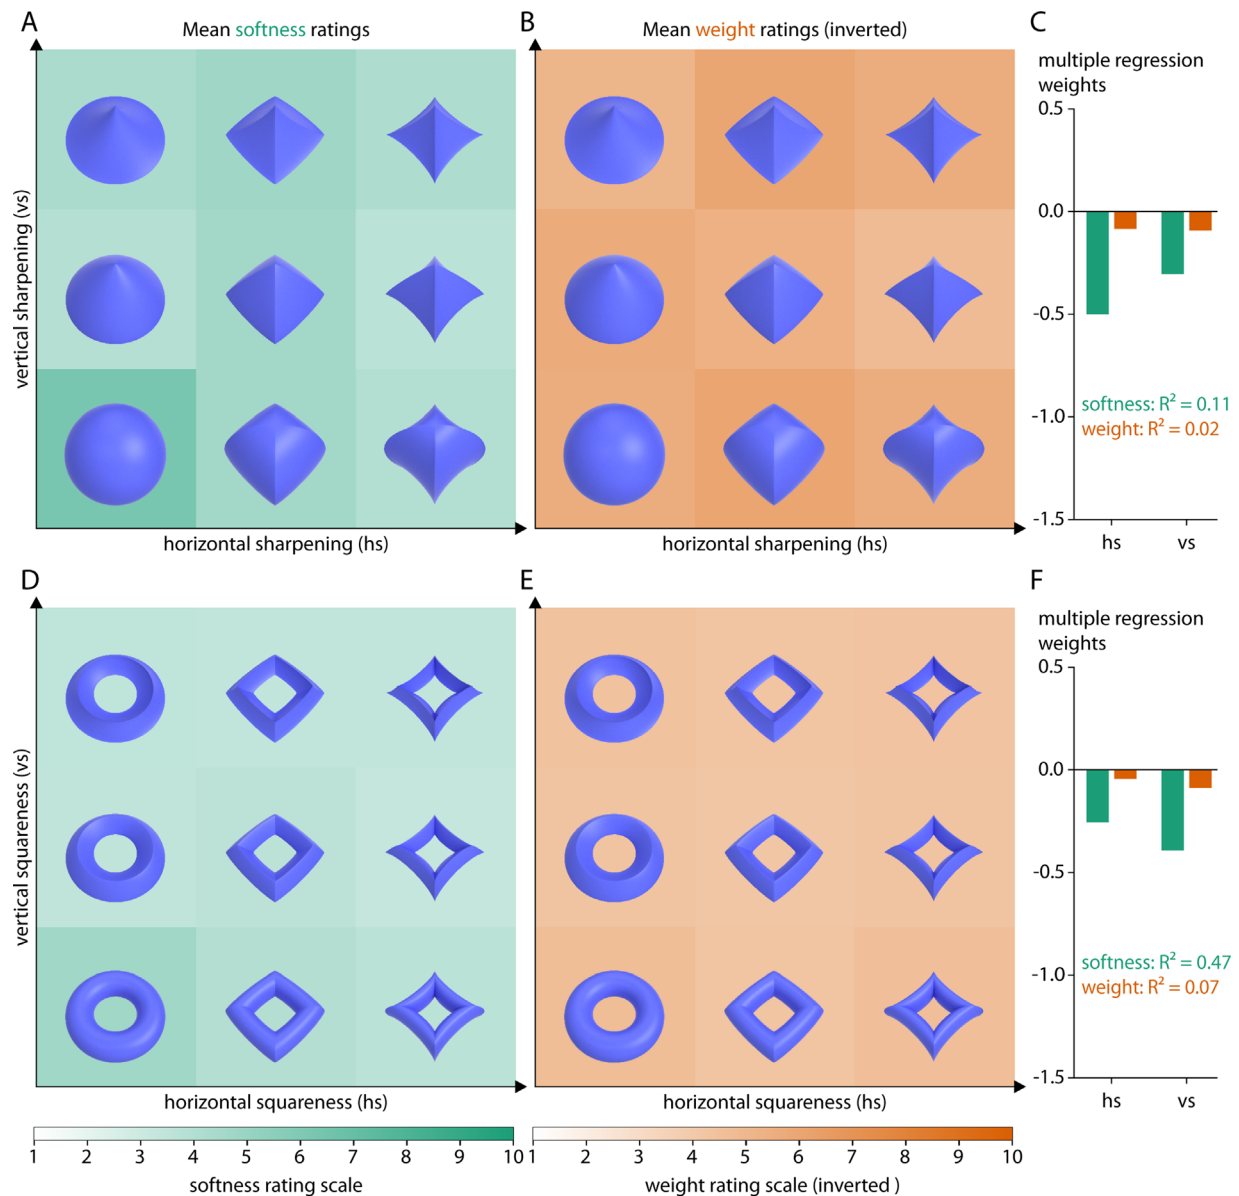 A
Mean softness ratings
B
Mean weight ratings (inverted)
C
multiple regression
weights
0.5
0.0
-0.5
-1.0
-1.5
softness: R² = 0.11
weight: R² = 0.02
hs
vs
vertical sharpening (vs)
horizontal sharpening (hs)
horizontal sharpening (hs)
D
E
F
multiple regression
weights
0.5
0.0
-0.5
-1.0
-1.5
softness: R² = 0.47
weight: R² = 0.07
hs
vs
vertical squareness (vs)
horizontal squareness (hs)
horizontal squareness (hs)
1 2 3 4 5 6 7 8 9 10
softness rating scale
1 2 3 4 5 6 7 8 9 10
weight rating scale (inverted )